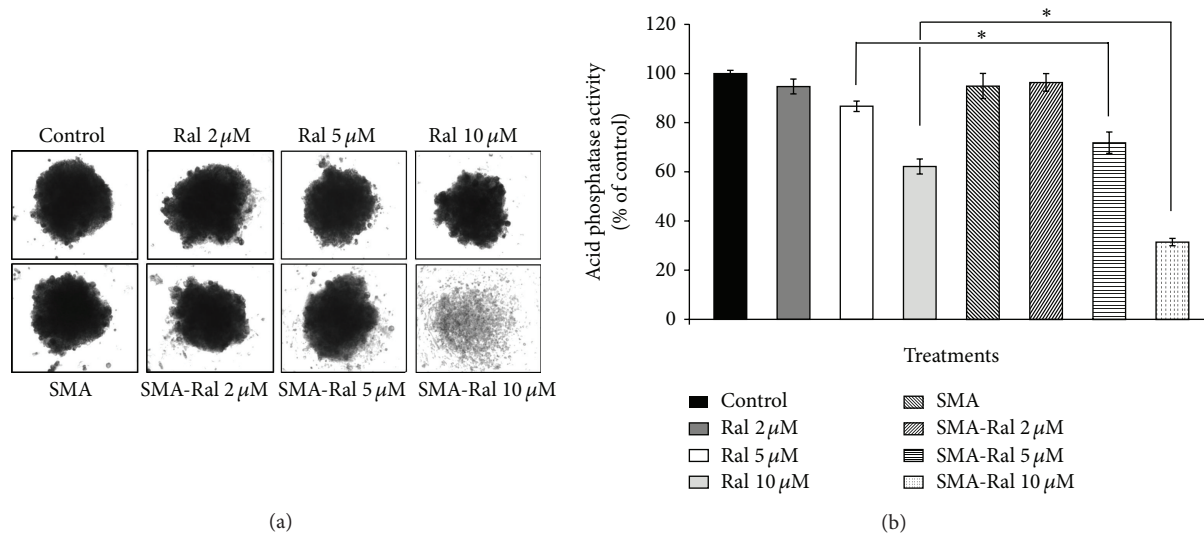 Control Ral 2 μM Ral 5 μM Ral 10 μM
SMA SMA-Ral 2 μM SMA-Ral 5 μM SMA-Ral 10 μM
(a)
120
100
80
60
40
20
0
Acid phosphatase activity
(% of control)
*
*
Treatments
Control
Ral 2 μM
Ral 5 μM
Ral 10 μM
SMA
SMA-Ral 2 μM
SMA-Ral 5 μM
SMA-Ral 10 μM
(b)